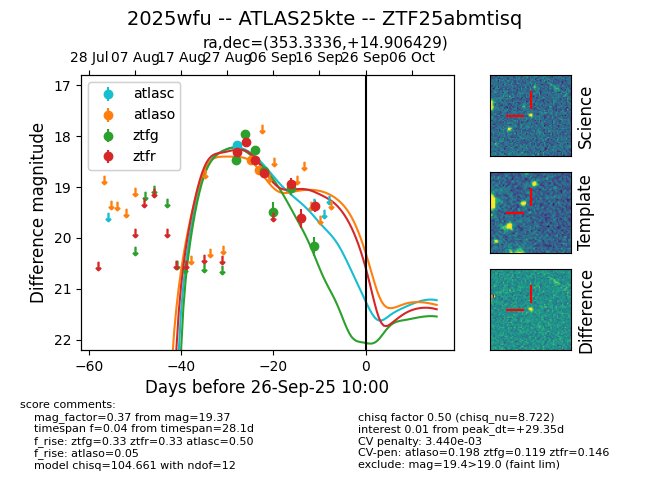 2025wfu -- ATLAS25kte -- ZTF25abmtisq
ra,dec=(353.3336,+14.906429)
28 Jul 07 Aug 17 Aug 27 Aug 06 Sep 16 Sep 26 Sep 06 Oct
17
18
19
20
21
22
Difference magnitude
atlasc
atlaso
ztfg
ztfr
−60 −40 −20 0
Days before 26-Sep-25 10:00
Science
Template
Difference
score comments:
mag_factor=0.37 from mag=19.37
timespan f=0.04 from timespan=28.1d
f_rise: ztfg=0.33 ztfr=0.33 atlasc=0.50
f_rise: atlaso=0.05
model chisq=104.661 with ndof=12
chisq factor 0.50 (chisq_nu=8.722)
interest 0.01 from peak_dt=+29.35d
CV penalty: 3.440e-03
CV-pen: atlaso=0.198 ztfg=0.119 ztfr=0.146
exclude: mag=19.4>19.0 (faint lim)